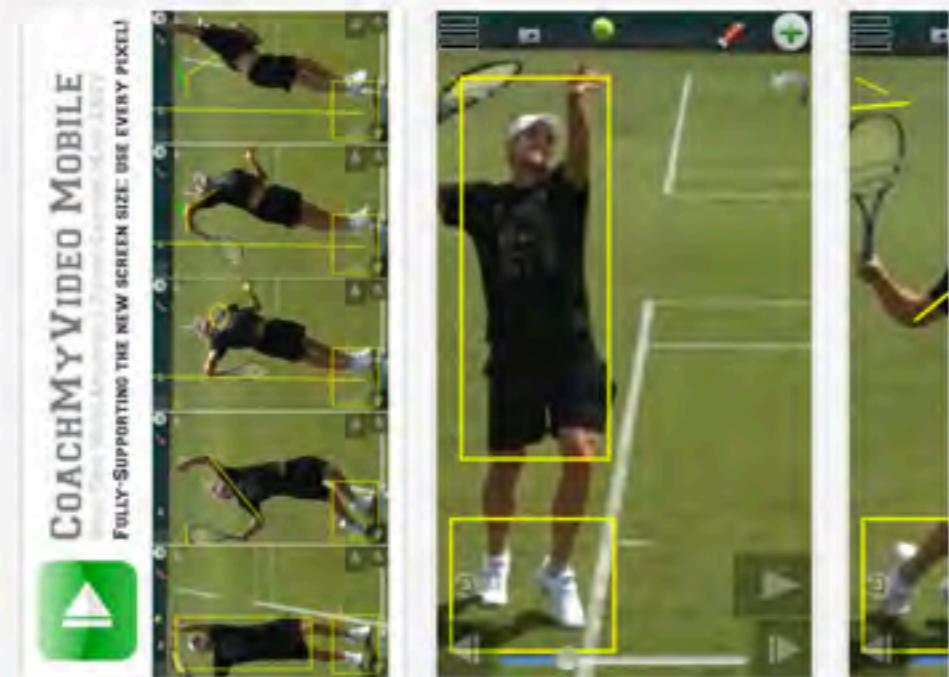 COACHMYVIDEO MOBILE
FULLY-SUPPORTING THE NEW SCREEN SIZE: USE EVERY PIXEL!